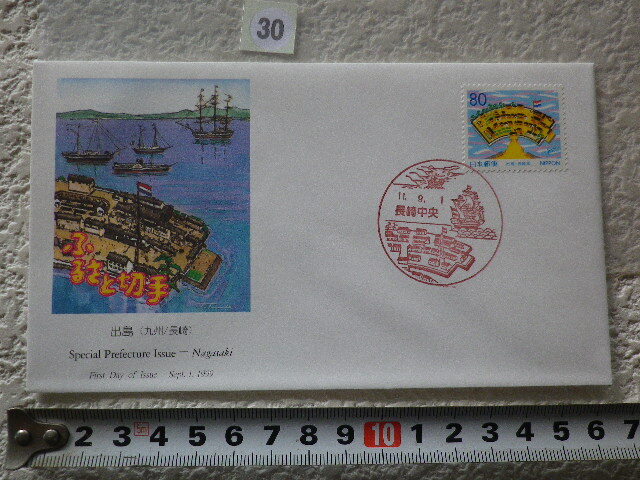 30
80
日本郵便
NIPPON
11. 9. 1
長崎中央
ふるさと切手
出島（九州/長崎）
Special Prefecture Issue — Nagasaki
First Day of Issue - Sept. 1, 1999
2 3 4 5 6 7 8 9 10 1 2 3 4 5 6 7